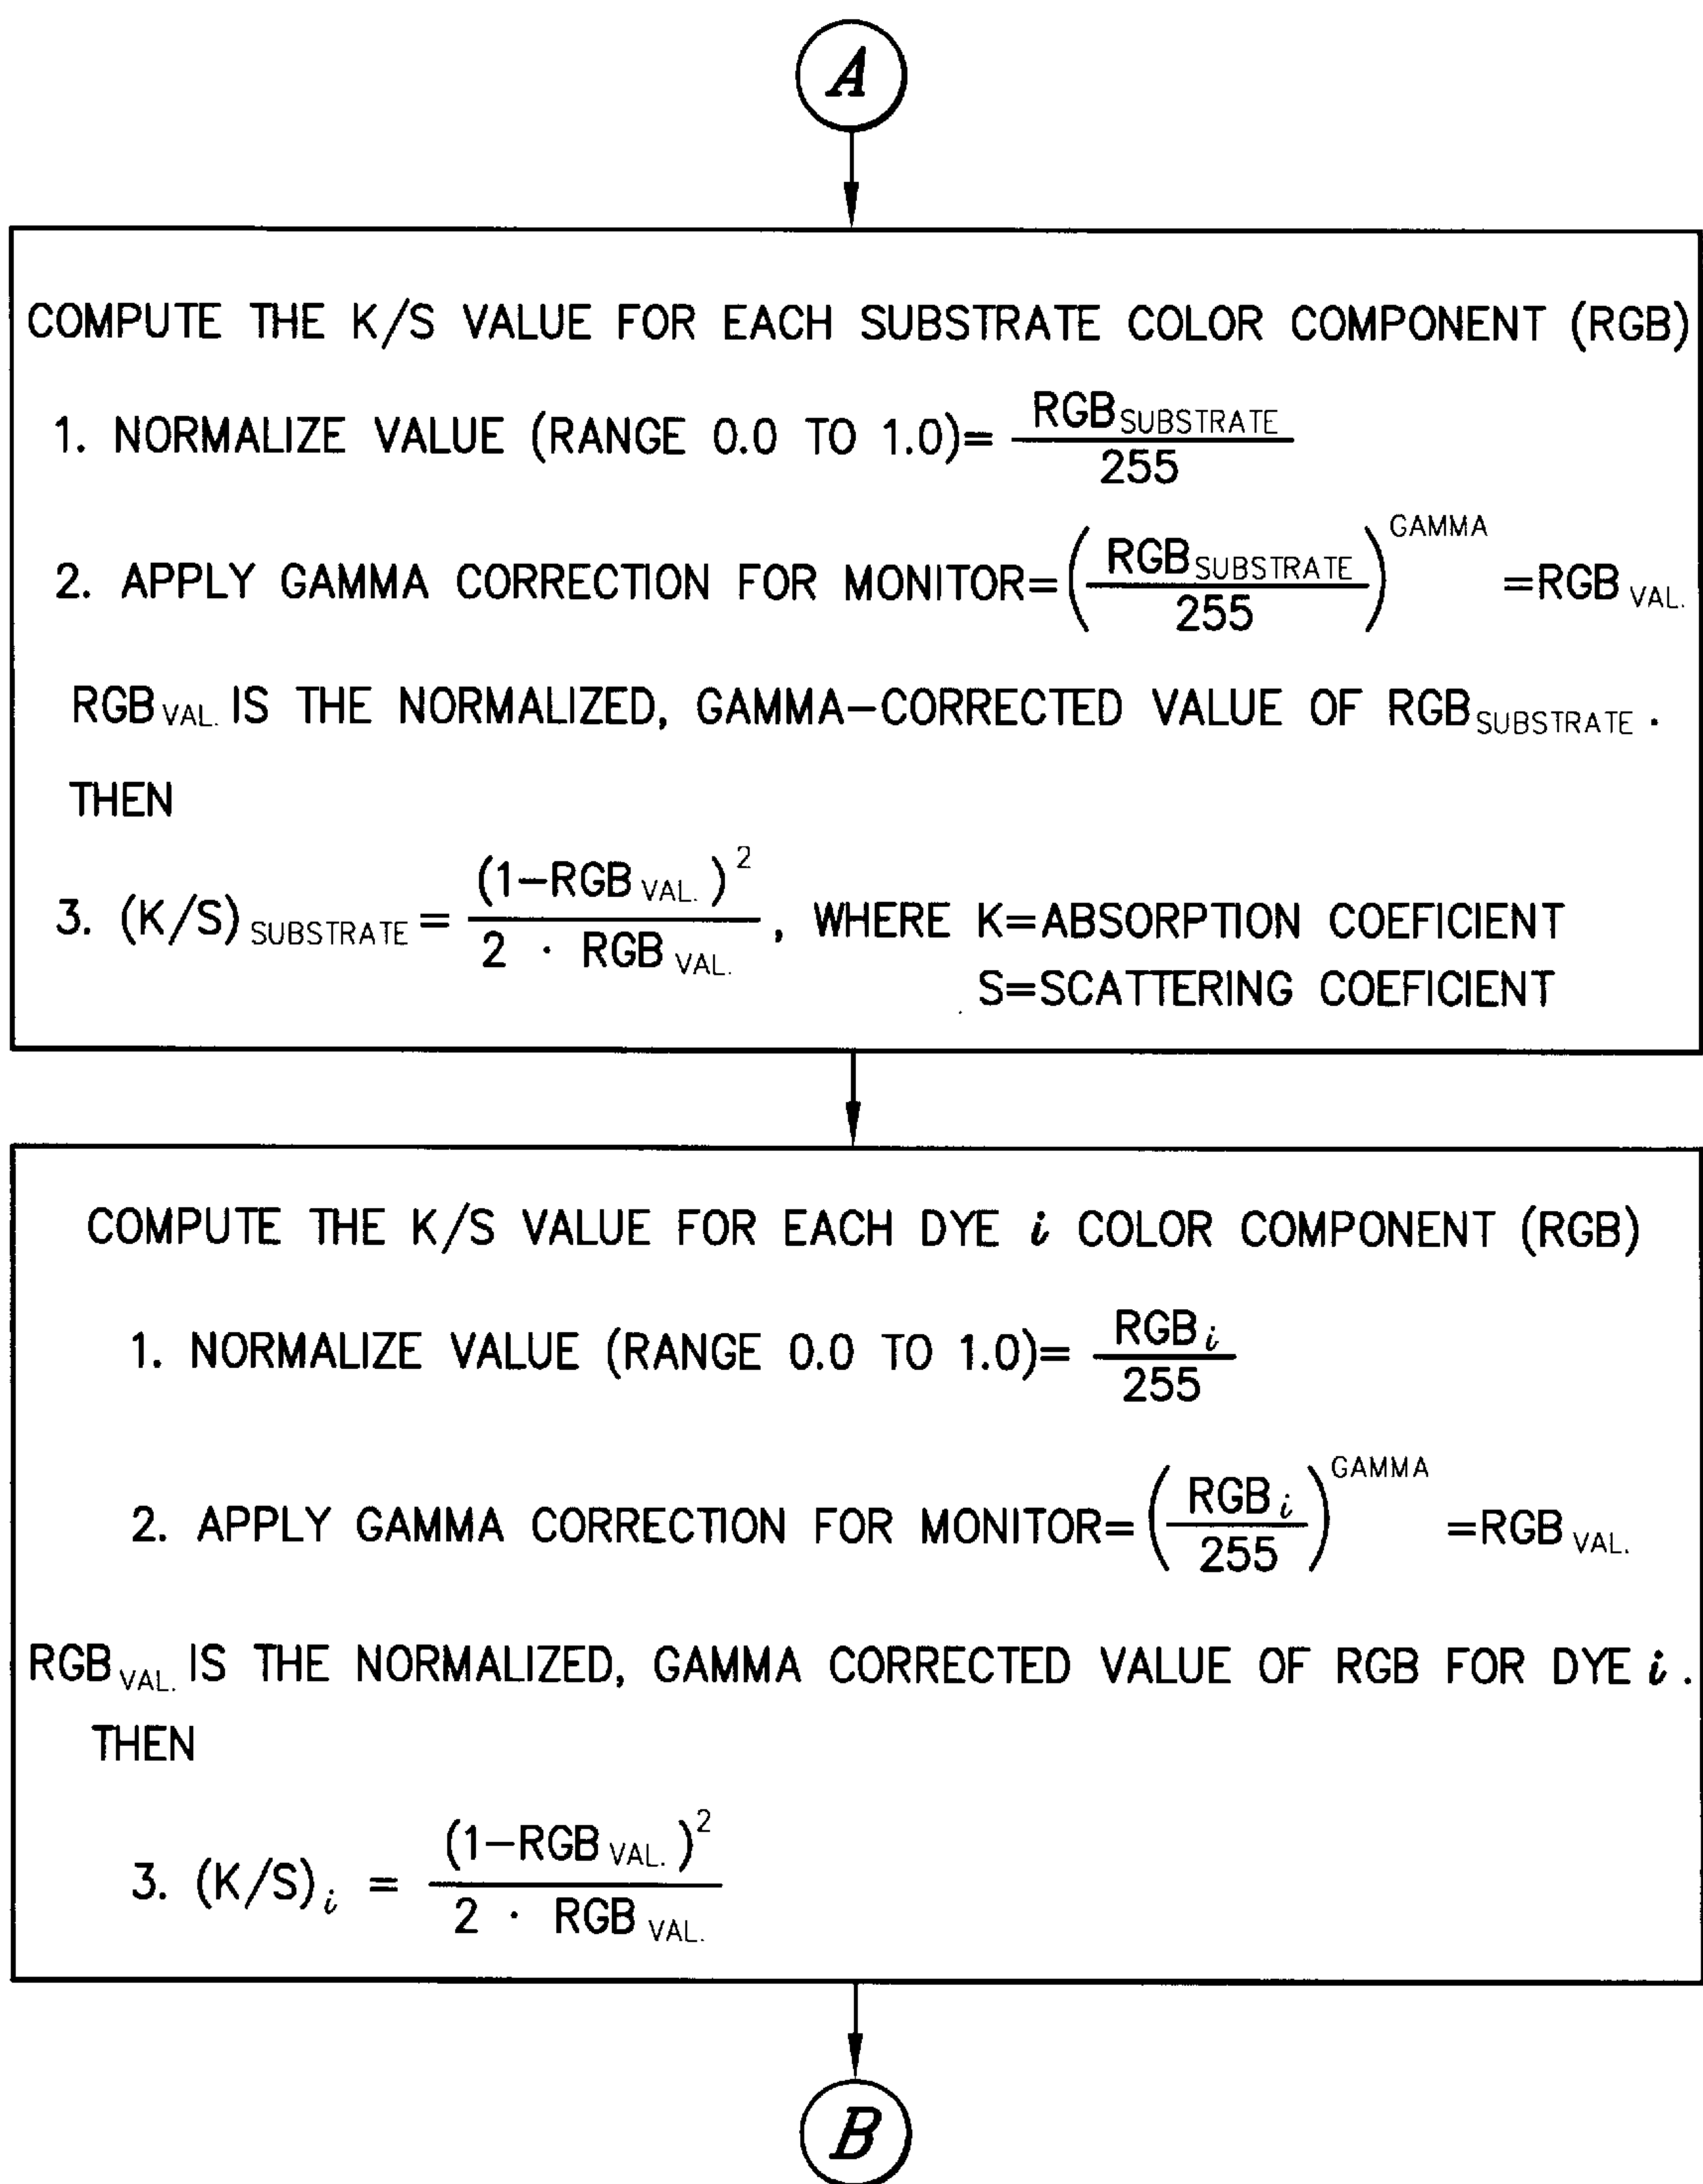 A
COMPUTE THE K/S VALUE FOR EACH SUBSTRATE COLOR COMPONENT (RGB)
1. NORMALIZE VALUE (RANGE 0.0 TO 1.0)= RGB SUBSTRATE / 255
2. APPLY GAMMA CORRECTION FOR MONITOR=(RGB SUBSTRATE / 255) GAMMA =RGB VAL.
RGB VAL. IS THE NORMALIZED, GAMMA-CORRECTED VALUE OF RGB SUBSTRATE.
THEN
3. (K/S) SUBSTRATE = (1-RGB VAL.)² / 2 · RGB VAL. , WHERE K=ABSORPTION COEFICIENT
S=SCATTERING COEFICIENT
COMPUTE THE K/S VALUE FOR EACH DYE i COLOR COMPONENT (RGB)
1. NORMALIZE VALUE (RANGE 0.0 TO 1.0)= RGB i / 255
2. APPLY GAMMA CORRECTION FOR MONITOR=(RGB i / 255) GAMMA =RGB VAL.
RGB VAL. IS THE NORMALIZED, GAMMA CORRECTED VALUE OF RGB FOR DYE i.
THEN
3. (K/S) i = (1-RGB VAL.)² / 2 · RGB VAL.
B